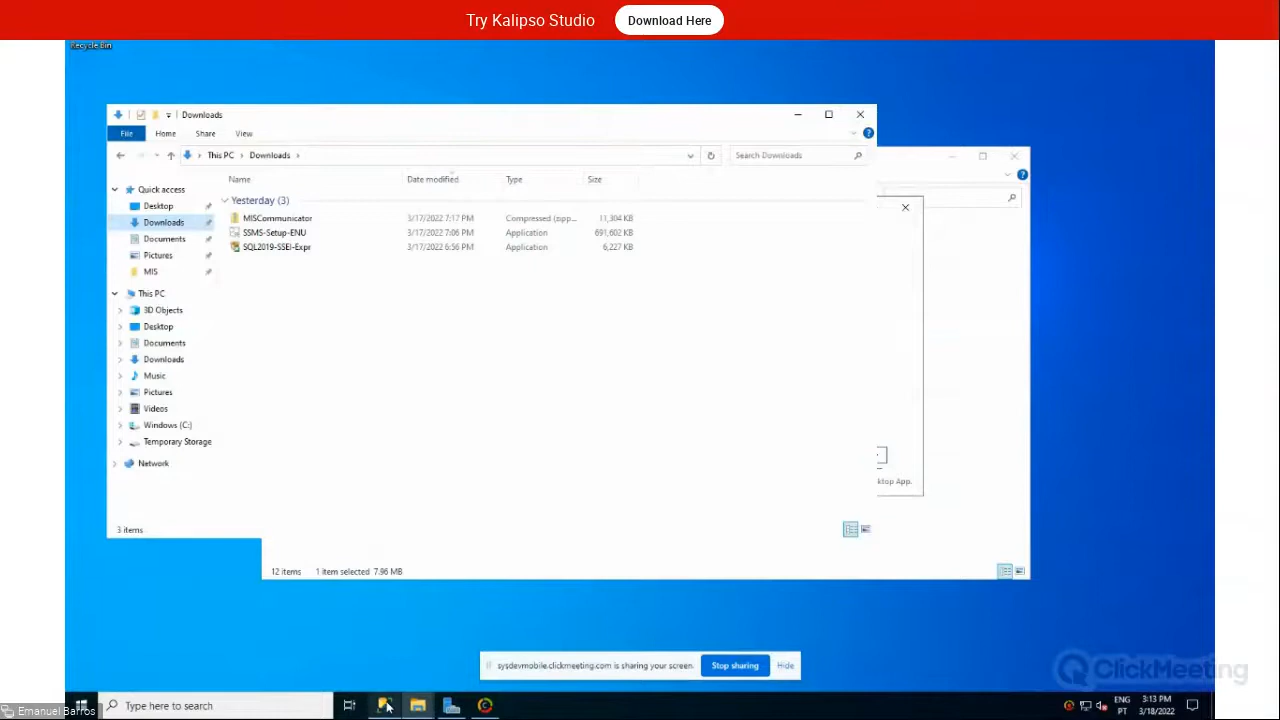 Try Kalipso Studio Download Here
Recycle Bin
Downloads
File Home Share View
This PC Downloads Search Downloads
Name Date modified Type Size
Quick access
Desktop
Downloads
Documents
Pictures
MIS
This PC
3D Objects
Desktop
Documents
Downloads
Music
Pictures
Videos
Windows (C:)
Temporary Storage
Network
Yesterday (3)
MISCommunicator 3/17/2022 7:17 PM Compressed (zipp... 11,304 KB
SSMS-Setup-ENU 3/17/2022 7:06 PM Application 691,602 KB
SQL2019-SSEI-Expr 3/17/2022 6:56 PM Application 6,227 KB
ktop App.
3 items
12 items 1 item selected 7.96 MB
sysdevmobile.clickmeeting.com is sharing your screen. Stop sharing Hide
ClickMeeting
Emanuel Barros
Type here to search
ENG
PT
3:13 PM
3/18/2022